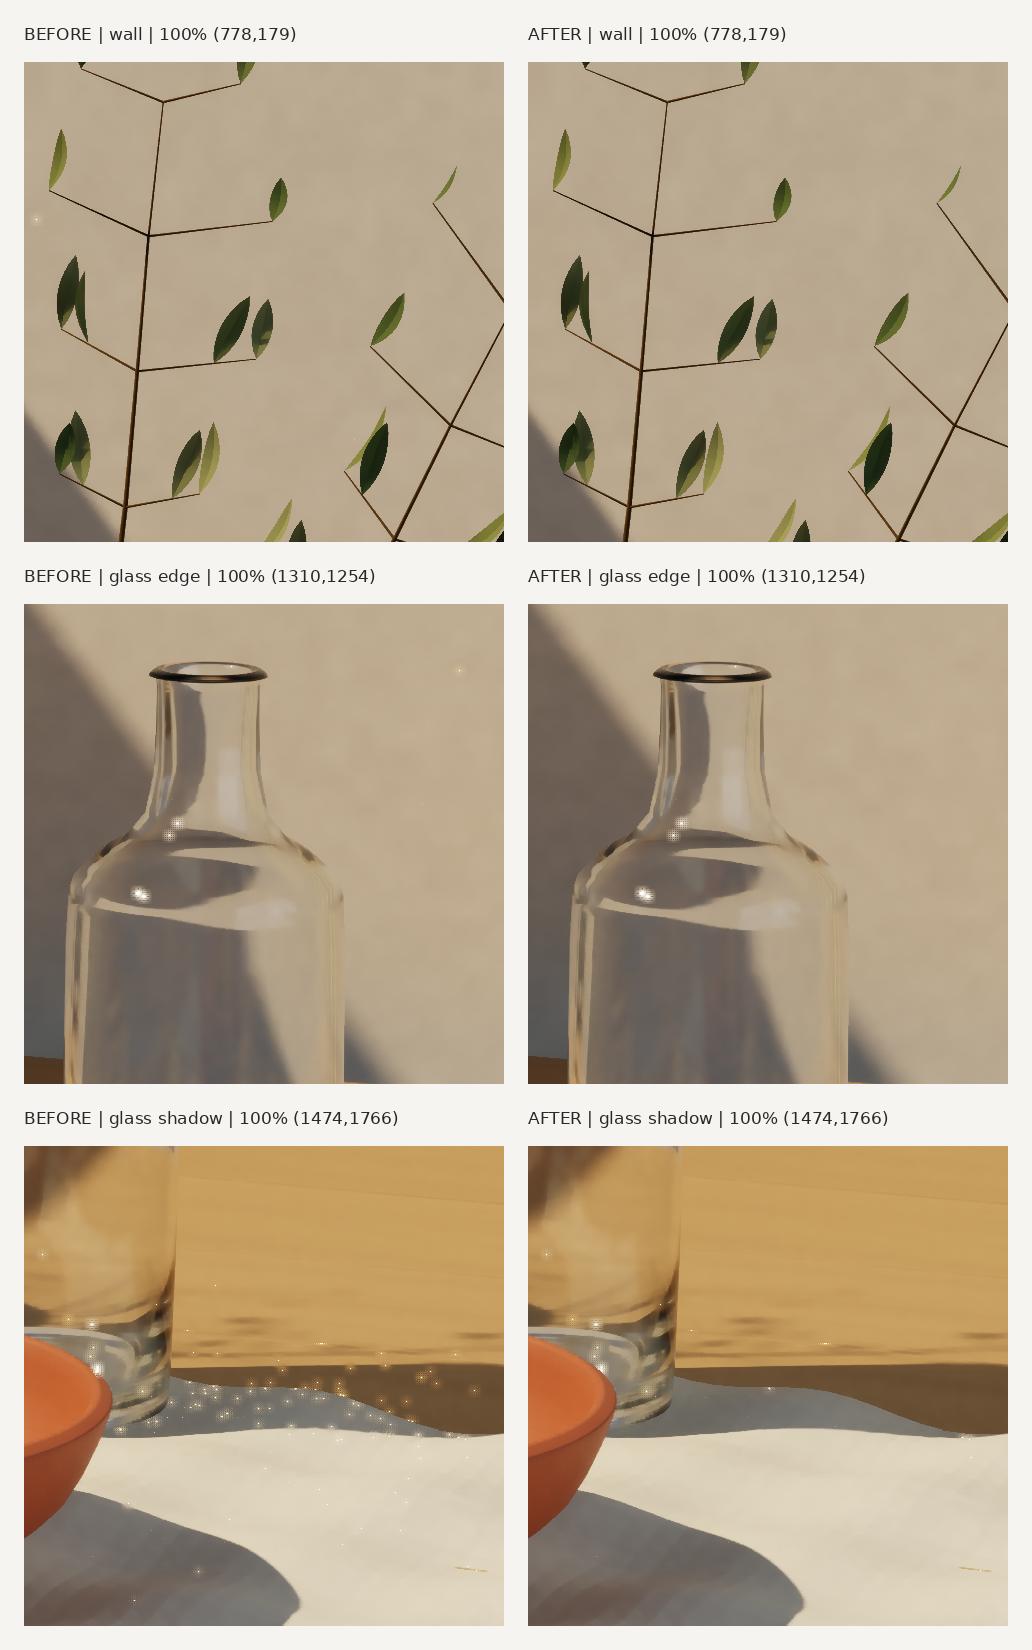 BEFORE | wall | 100% (778,179)
AFTER | wall | 100% (778,179)
BEFORE | glass edge | 100% (1310,1254)
AFTER | glass edge | 100% (1310,1254)
BEFORE | glass shadow | 100% (1474,1766)
AFTER | glass shadow | 100% (1474,1766)